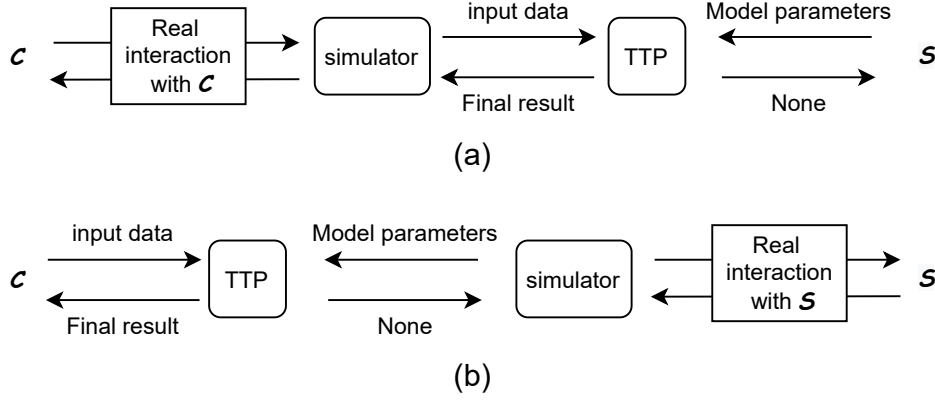 input data
Model parameters
C
Real
interaction
with C
simulator
TTP
S
Final result
None
(a)
input data
Model parameters
C
TTP
simulator
Real
interaction
with S
S
Final result
None
(b)